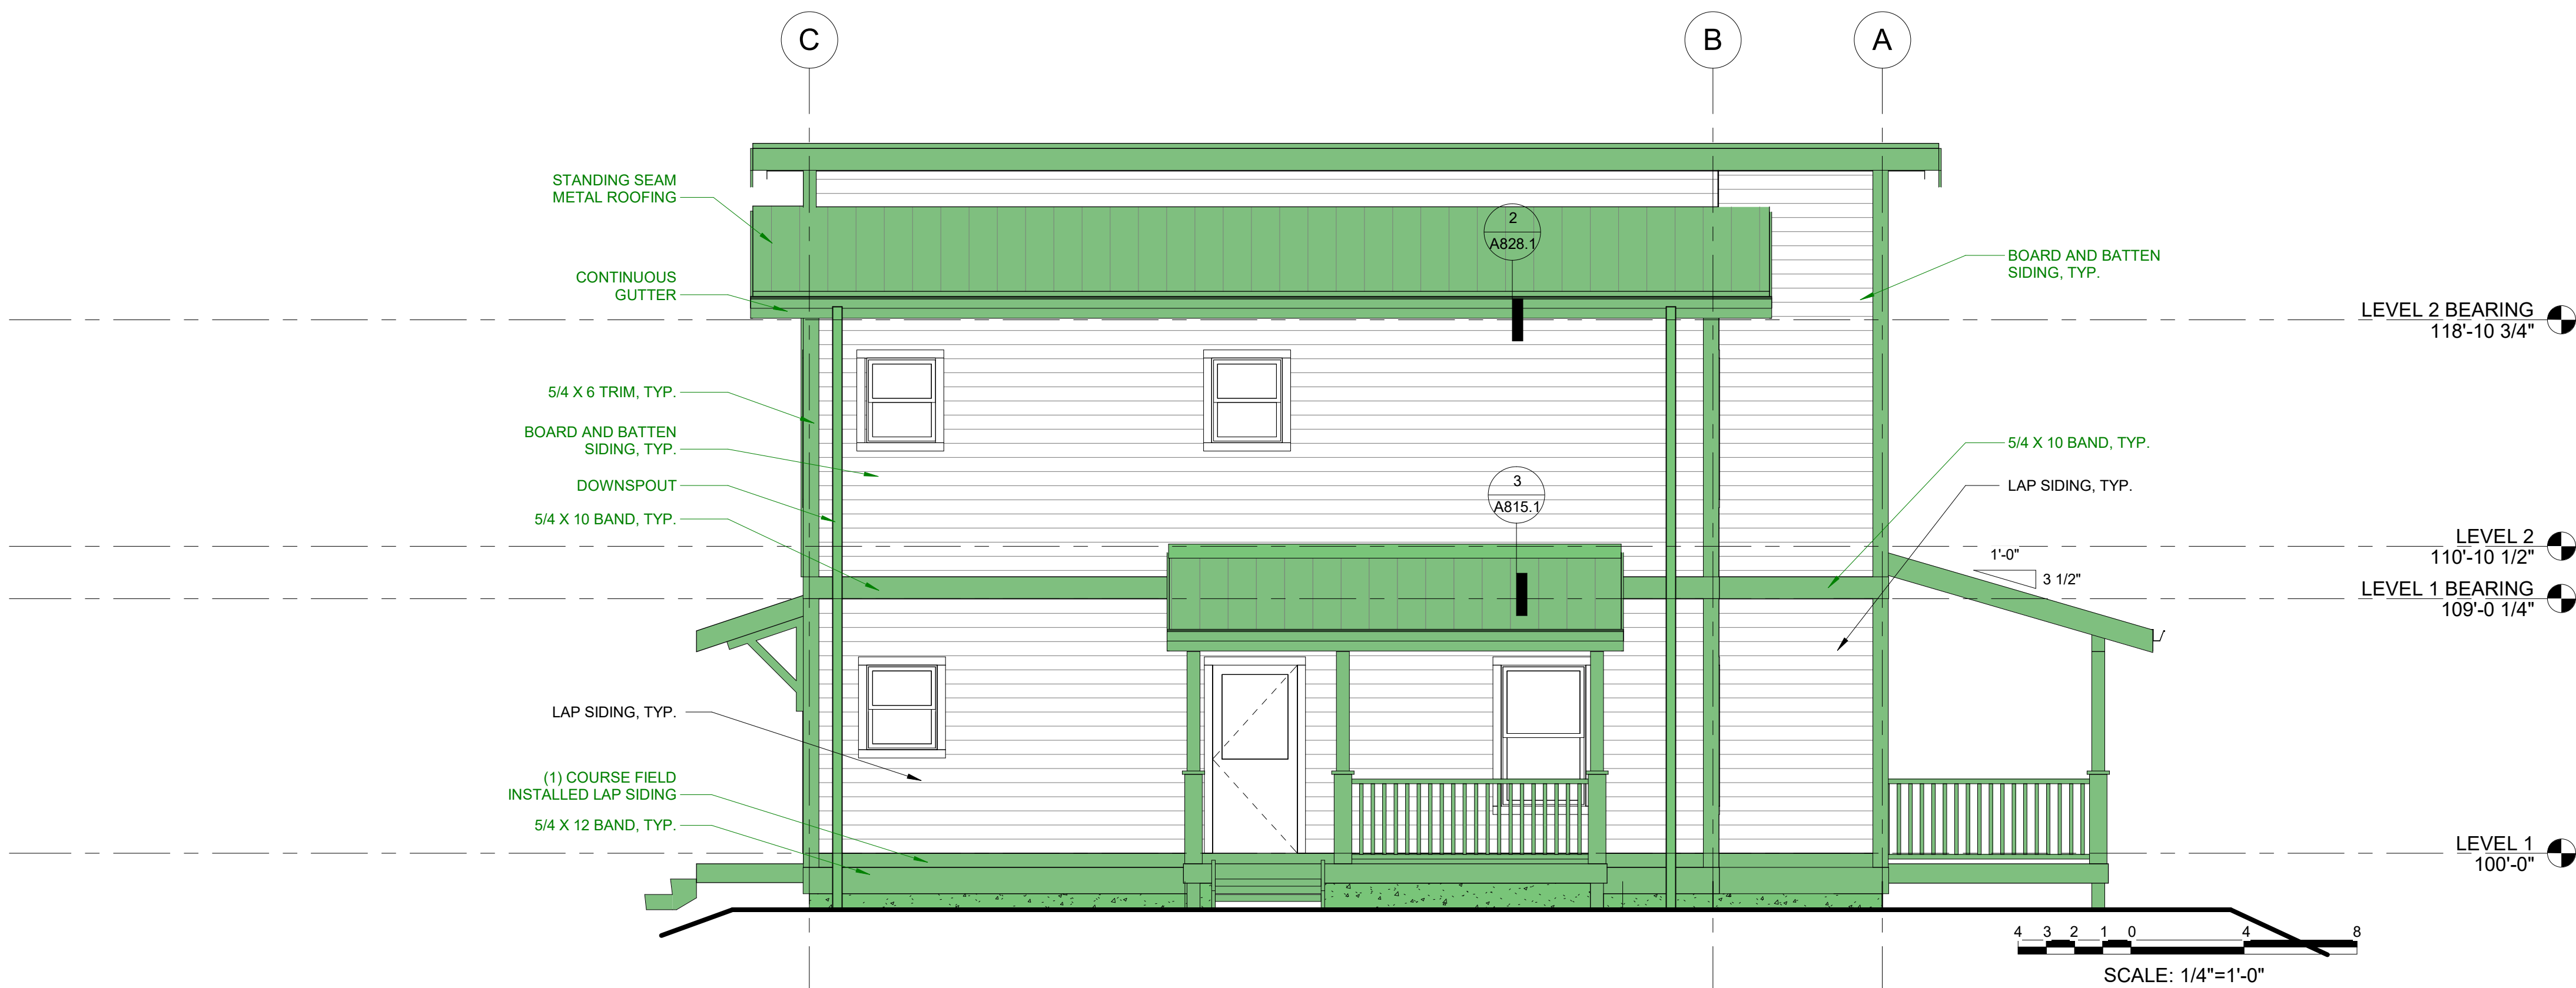 C
B
A
STANDING SEAM
METAL ROOFING
CONTINUOUS
GUTTER
5/4 X 6 TRIM, TYP.
BOARD AND BATTEN
SIDING, TYP.
DOWNSPOUT
5/4 X 10 BAND, TYP.
LAP SIDING, TYP.
(1) COURSE FIELD
INSTALLED LAP SIDING
5/4 X 12 BAND, TYP.
2
A828.1
3
A815.1
BOARD AND BATTEN
SIDING, TYP.
5/4 X 10 BAND, TYP.
LAP SIDING, TYP.
1'-0"
3 1/2"
LEVEL 2 BEARING
118'-10 3/4"
LEVEL 2
110'-10 1/2"
LEVEL 1 BEARING
109'-0 1/4"
LEVEL 1
100'-0"
4 3 2 1 0 4 8
SCALE: 1/4"=1'-0"